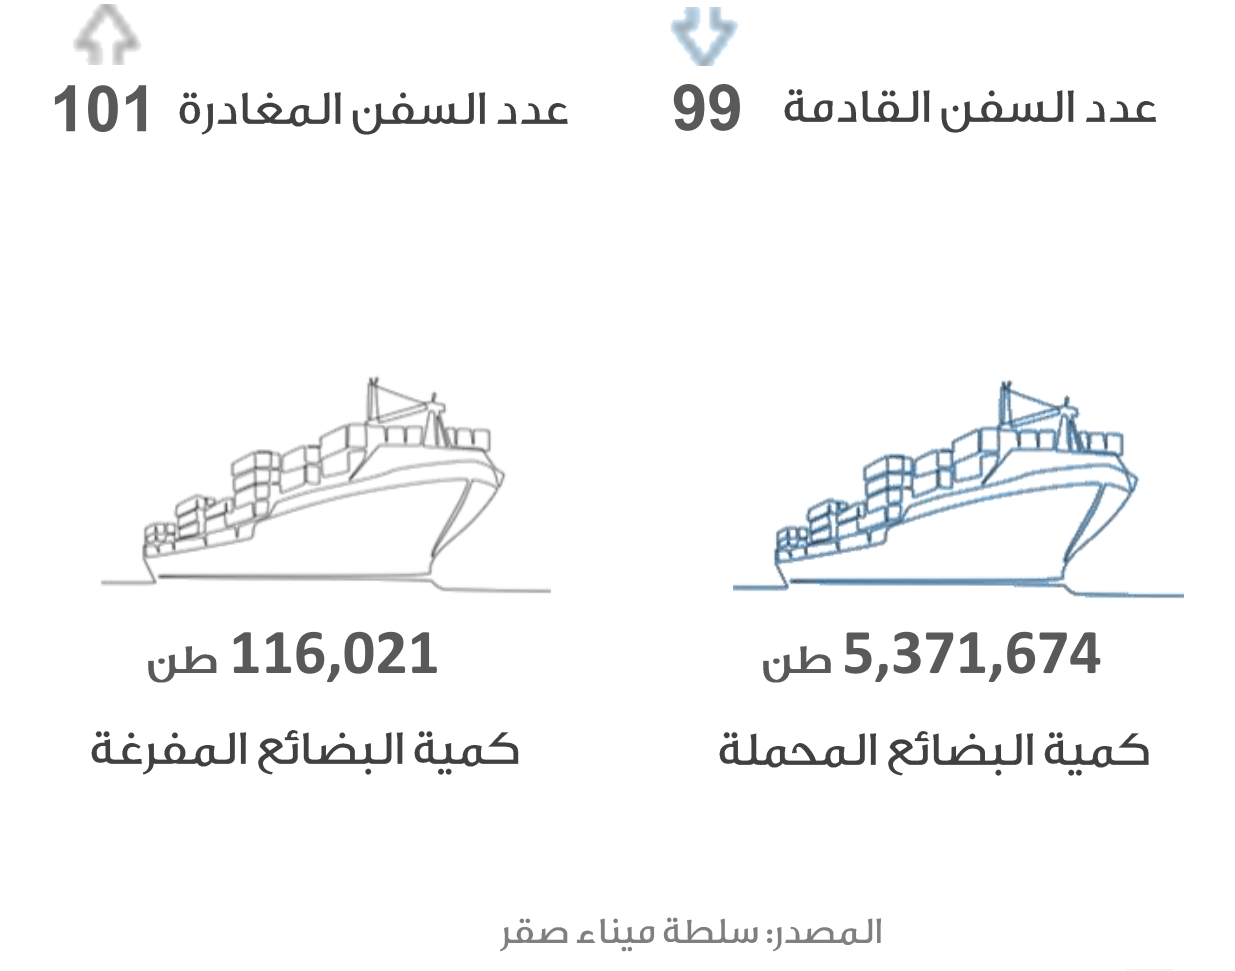 عدد السفن القادمة 99
عدد السفن المغادرة 101
5,371,674 طن
كمية البضائع المحملة
116,021 طن
كمية البضائع المفرغة
المصدر: سلطة ميناء صقر